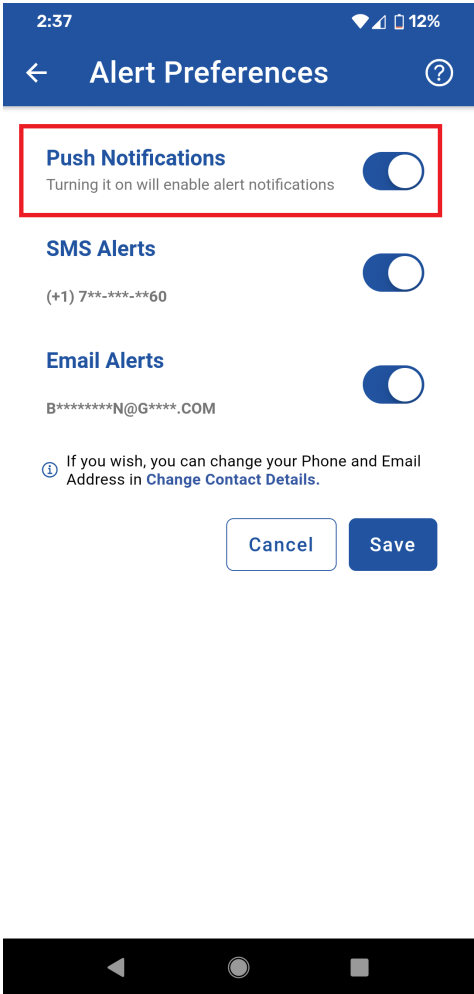 2:37
12%
Alert Preferences
Push Notifications
Turning it on will enable alert notifications
SMS Alerts
(+1) 7**-***-**60
Email Alerts
B********N@G****.COM
If you wish, you can change your Phone and Email
Address in Change Contact Details.
Cancel
Save